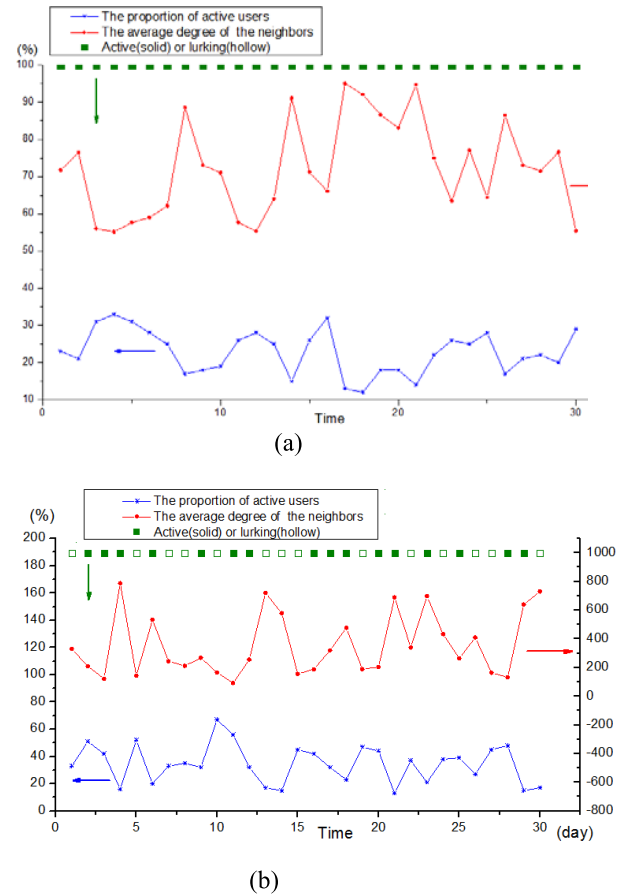 The proportion of active users
The average degree of the neighbors
Active(solid) or lurking(hollow)
(%)
100
90
80
70
60
50
40
30
20
10
0 10 20 30
Time
(a)
The proportion of active users
The average degree of the neighbors
Active(solid) or lurking(hollow)
(%)
200 1000
180 800
160 600
140 400
120 200
100 0
80 -200
60 -400
40 -600
20 -800
0
0 5 10 15 20 25 30
Time (day)
(b)